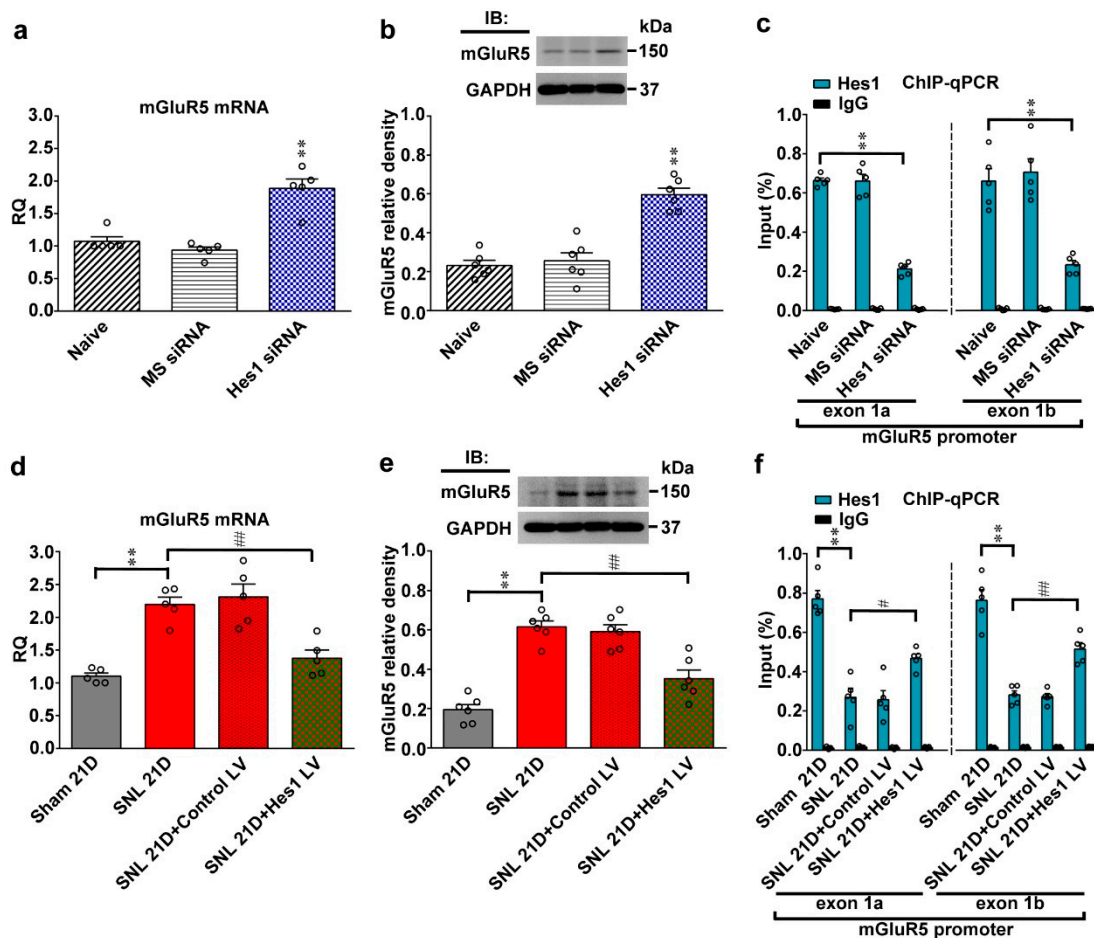 a
mGluR5 mRNA
RQ
3.0
2.5
2.0
1.5
1.0
0.5
0.0
**
Naive
MS siRNA
Hes1 siRNA
b
IB:
kDa
mGluR5
150
GAPDH
37
mGluR5 relative density
1.0
0.8
0.6
0.4
0.2
0.0
**
Naive
MS siRNA
Hes1 siRNA
c
Hes1
ChIP-qPCR
IgG
Input (%)
1.0
0.8
0.6
0.4
0.2
0.0
**
**
Naive
MS siRNA
Hes1 siRNA
Naive
MS siRNA
Hes1 siRNA
exon 1a
exon 1b
mGluR5 promoter
d
mGluR5 mRNA
RQ
3.0
2.5
2.0
1.5
1.0
0.5
0.0
**
##
Sham 21D
SNL 21D
SNL 21D+Control LV
SNL 21D+Hes1 LV
e
IB:
kDa
mGluR5
150
GAPDH
37
mGluR5 relative density
1.0
0.8
0.6
0.4
0.2
0.0
**
##
Sham 21D
SNL 21D
SNL 21D+Control LV
SNL 21D+Hes1 LV
f
Hes1
ChIP-qPCR
IgG
Input (%)
1.0
0.8
0.6
0.4
0.2
0.0
**
#
**
##
Sham 21D
SNL 21D
SNL 21D+Control LV
SNL 21D+Hes1 LV
Sham 21D
SNL 21D
SNL 21D+Control LV
SNL 21D+Hes1 LV
exon 1a
exon 1b
mGluR5 promoter